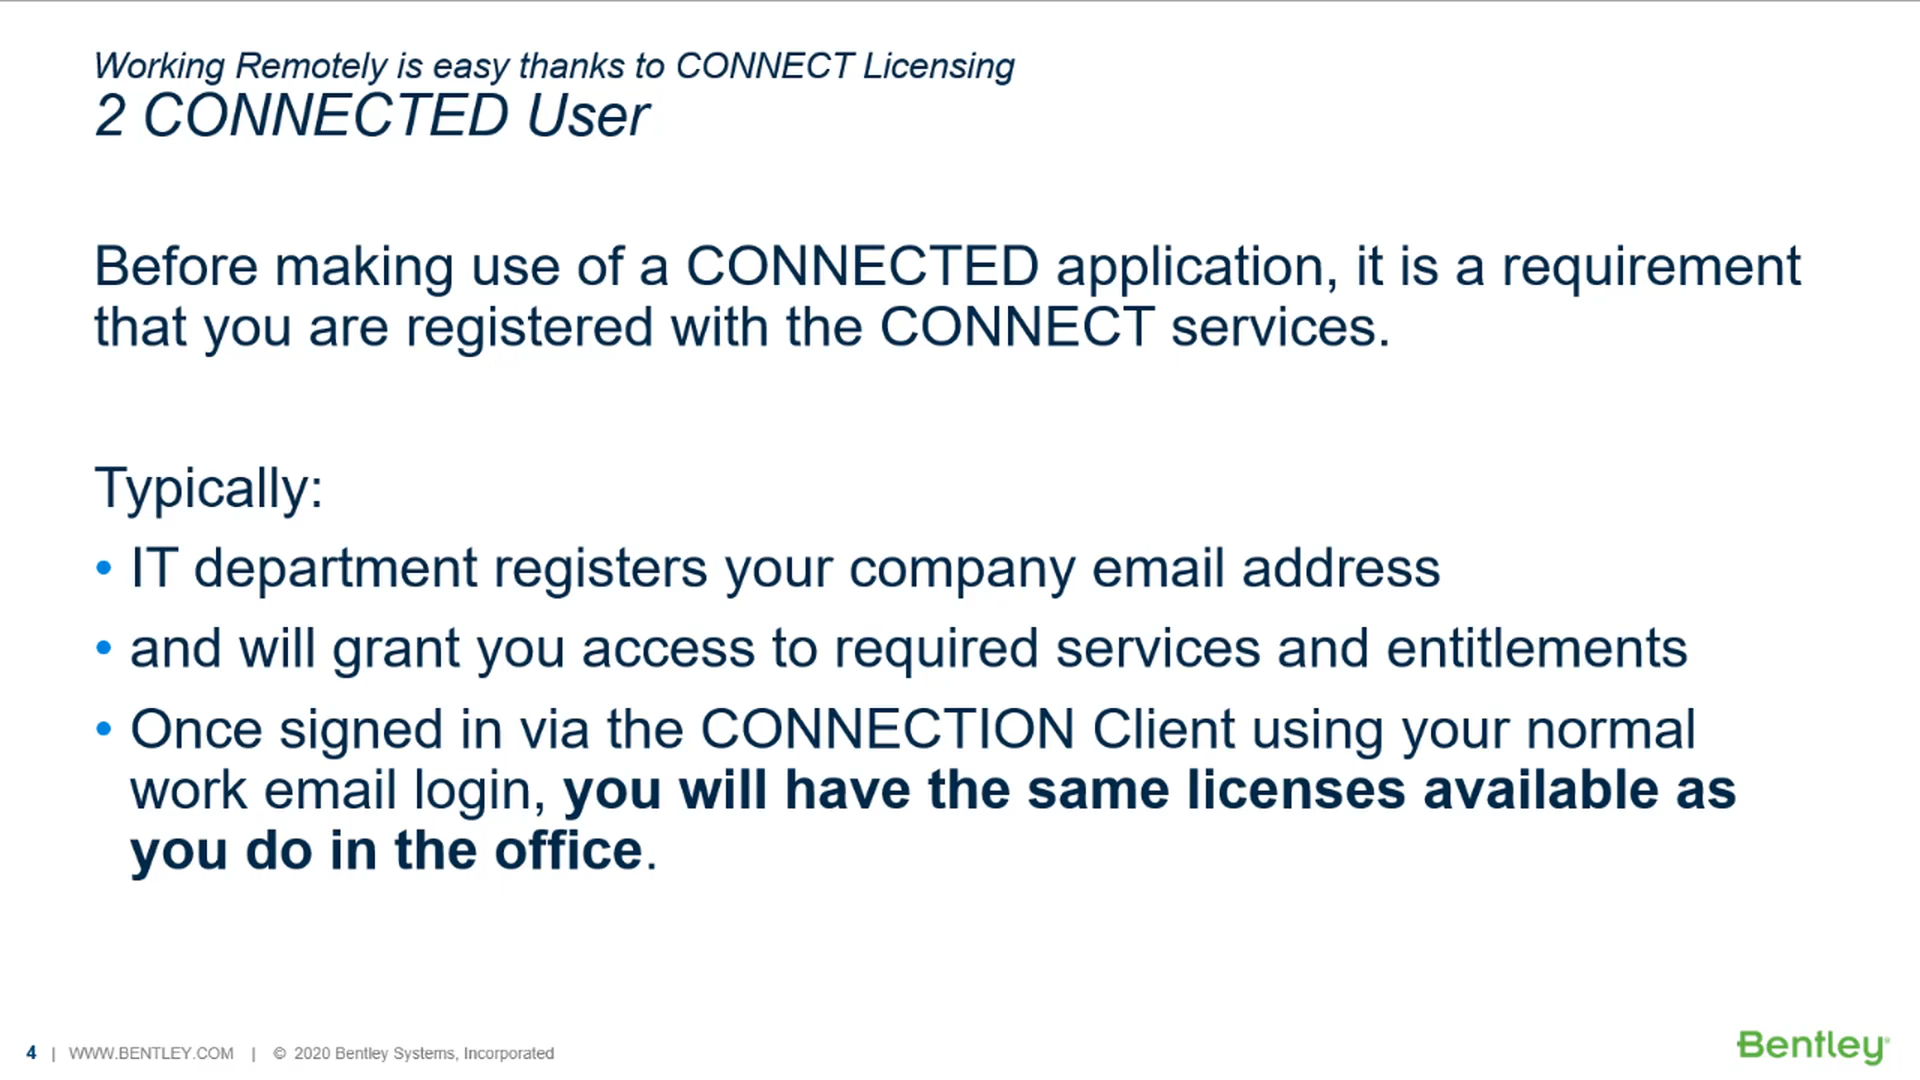 Working Remotely is easy thanks to CONNECT Licensing
2 CONNECTED User
Before making use of a CONNECTED application, it is a requirement
that you are registered with the CONNECT services.
Typically:
• IT department registers your company email address
• and will grant you access to required services and entitlements
• Once signed in via the CONNECTION Client using your normal
work email login, you will have the same licenses available as
you do in the office.
4 | WWW.BENTLEY.COM | © 2020 Bentley Systems, Incorporated
Bentley®